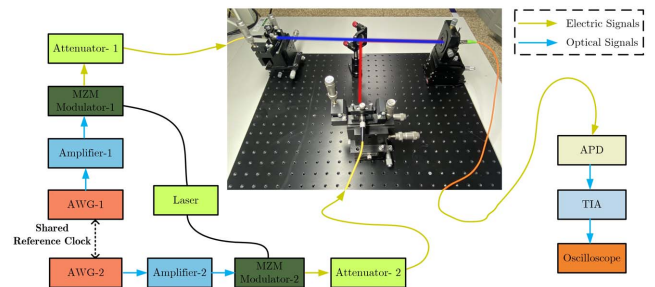 Attenuator- 1
MZM
Modulator-1
Amplifier-1
AWG-1
Shared
Reference Clock
AWG-2
Amplifier-2
MZM
Modulator-2
Attenuator- 2
Laser
Electric Signals
Optical Signals
APD
TIA
Oscilloscope